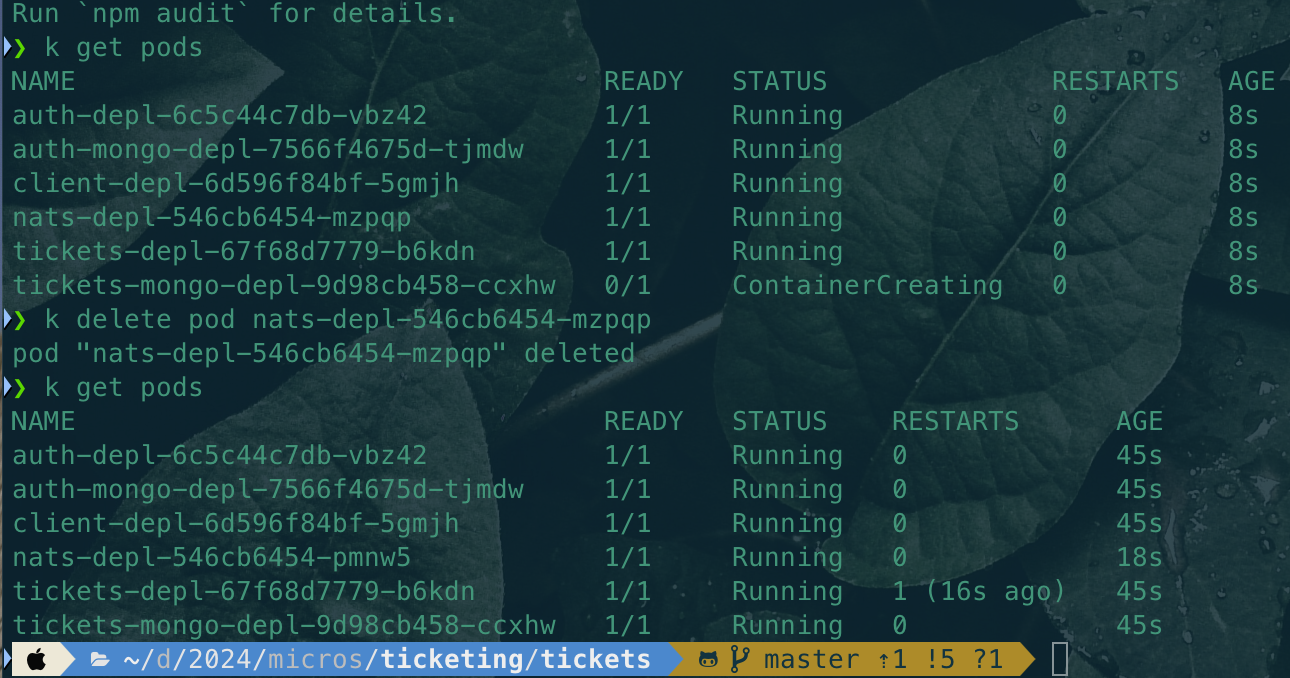 Run `npm audit` for details.
❯ k get pods
NAME READY STATUS RESTARTS AGE
auth-depl-6c5c44c7db-vbz42 1/1 Running 0 8s
auth-mongo-depl-7566f4675d-tjmdw 1/1 Running 0 8s
client-depl-6d596f84bf-5gmjh 1/1 Running 0 8s
nats-depl-546cb6454-mzpqp 1/1 Running 0 8s
tickets-depl-67f68d7779-b6kdn 1/1 Running 0 8s
tickets-mongo-depl-9d98cb458-ccxhw 0/1 ContainerCreating 0 8s
❯ k delete pod nats-depl-546cb6454-mzpqp
pod "nats-depl-546cb6454-mzpqp" deleted
❯ k get pods
NAME READY STATUS RESTARTS AGE
auth-depl-6c5c44c7db-vbz42 1/1 Running 0 45s
auth-mongo-depl-7566f4675d-tjmdw 1/1 Running 0 45s
client-depl-6d596f84bf-5gmjh 1/1 Running 0 45s
nats-depl-546cb6454-pmnw5 1/1 Running 0 18s
tickets-depl-67f68d7779-b6kdn 1/1 Running 1 (16s ago) 45s
tickets-mongo-depl-9d98cb458-ccxhw 1/1 Running 0 45s
~/d/2024/micros/ticketing/tickets master ⇡1 !5 ?1